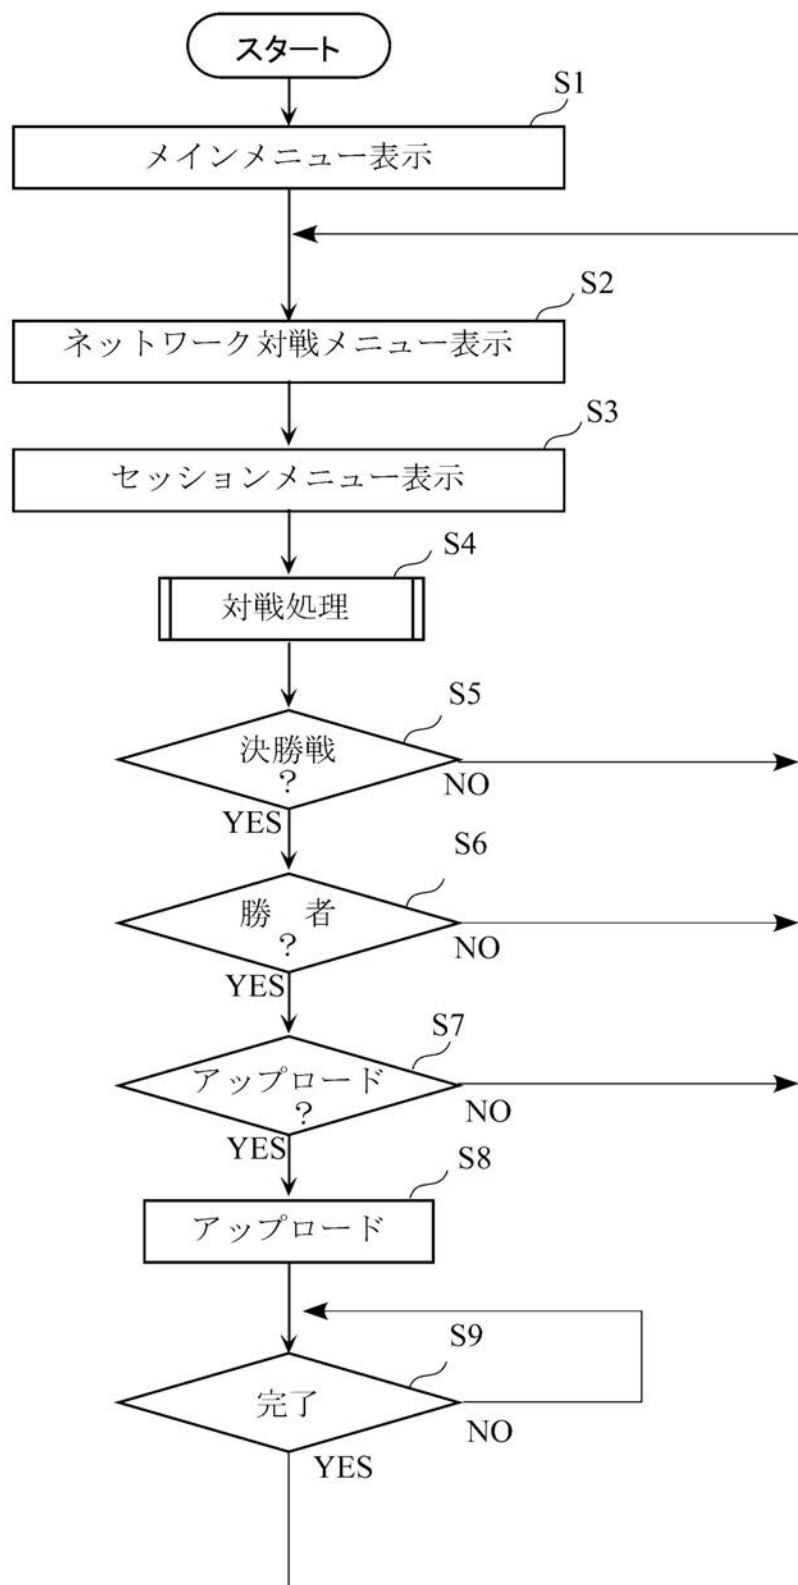 スタート
S1
メインメニュー表示
S2
ネットワーク対戦メニュー表示
S3
セッションメニュー表示
S4
対戦処理
S5
決勝戦
？
NO
YES
S6
勝　者
？
NO
YES
S7
アップロード
？
NO
YES
S8
アップロード
S9
完了
NO
YES